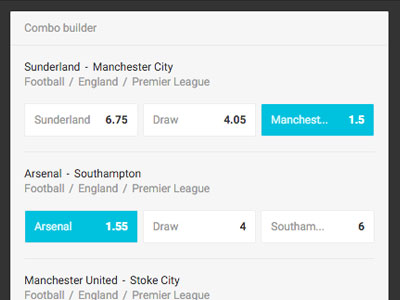 Combo builder
Sunderland - Manchester City
Football / England / Premier League
Sunderland 6.75 Draw 4.05 Manchest... 1.5
Arsenal - Southampton
Football / England / Premier League
Arsenal 1.55 Draw 4 Southam... 6
Manchester United - Stoke City
Football / England / Premier League